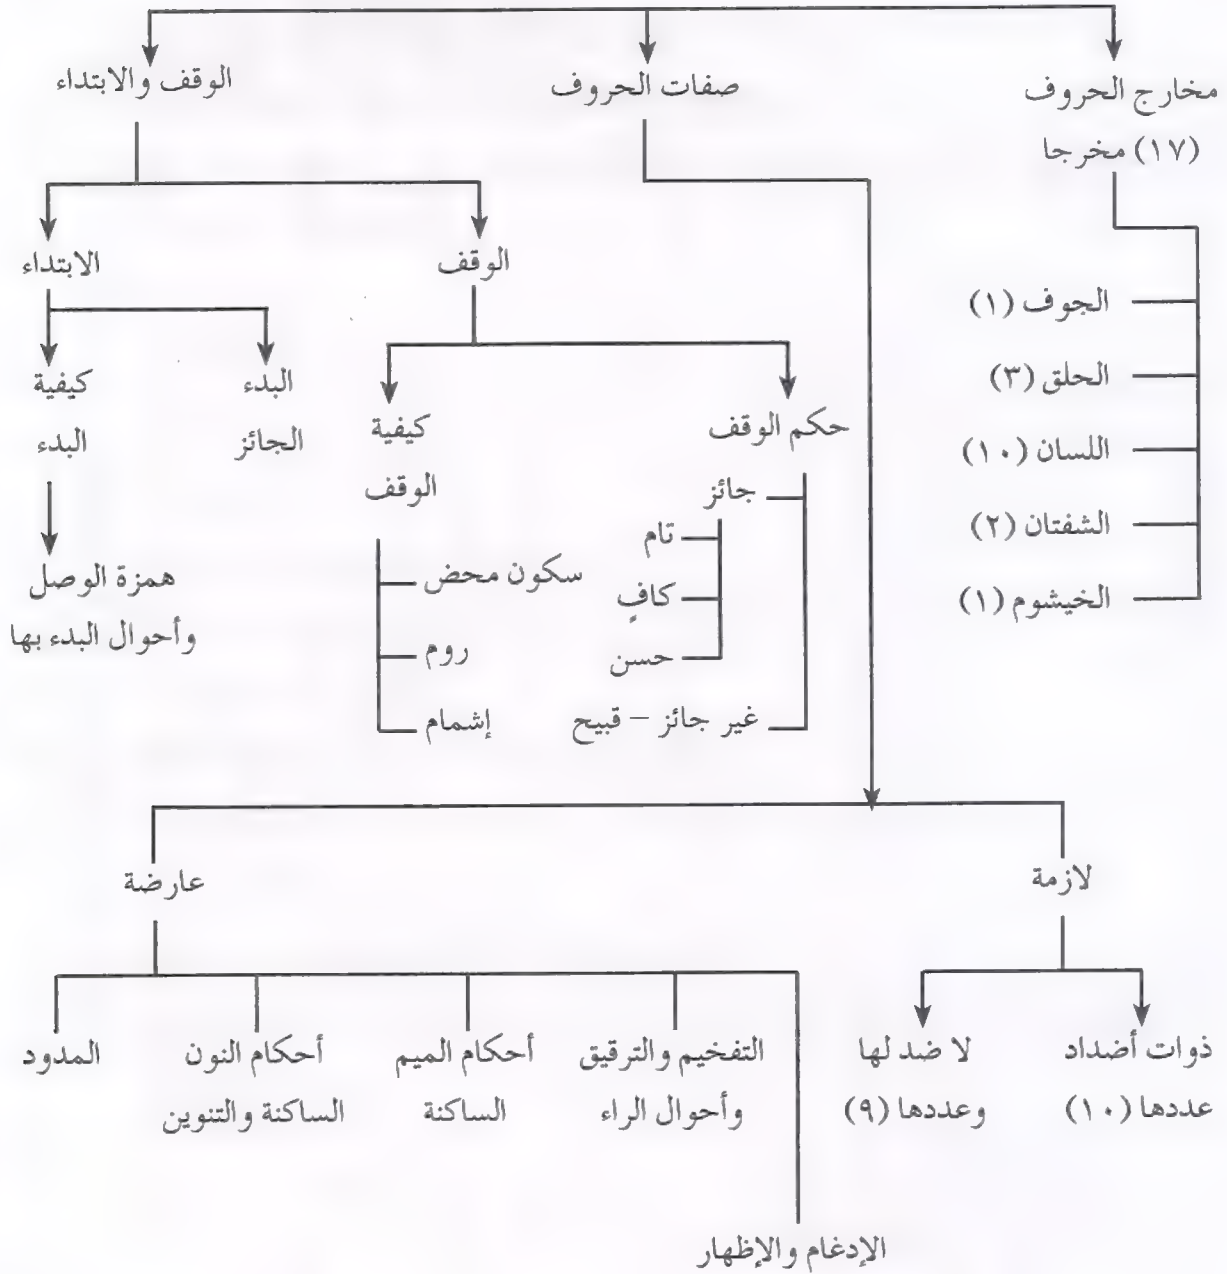 مخارج الحروف
(١٧) مخرجا
الجوف (١)
الحلق (٣)
اللسان (١٠)
الشفتان (٢)
الخيشوم (١)
صفات الحروف
الوقف والابتداء
الوقف
الابتداء
حكم الوقف
جائز
تام
كافٍ
حسن
غير جائز – قبيح
كيفية
الوقف
سكون محض
روم
إشمام
البدء
الجائز
كيفية
البدء
همزة الوصل
وأحوال البدء بها
لازمة
ذوات أضداد
عددها (١٠)
لا ضد لها
وعددها (٩)
عارضة
الإدغام والإظهار
التفخيم والترقيق
وأحوال الراء
أحكام الميم
الساكنة
أحكام النون
الساكنة والتنوين
المدود